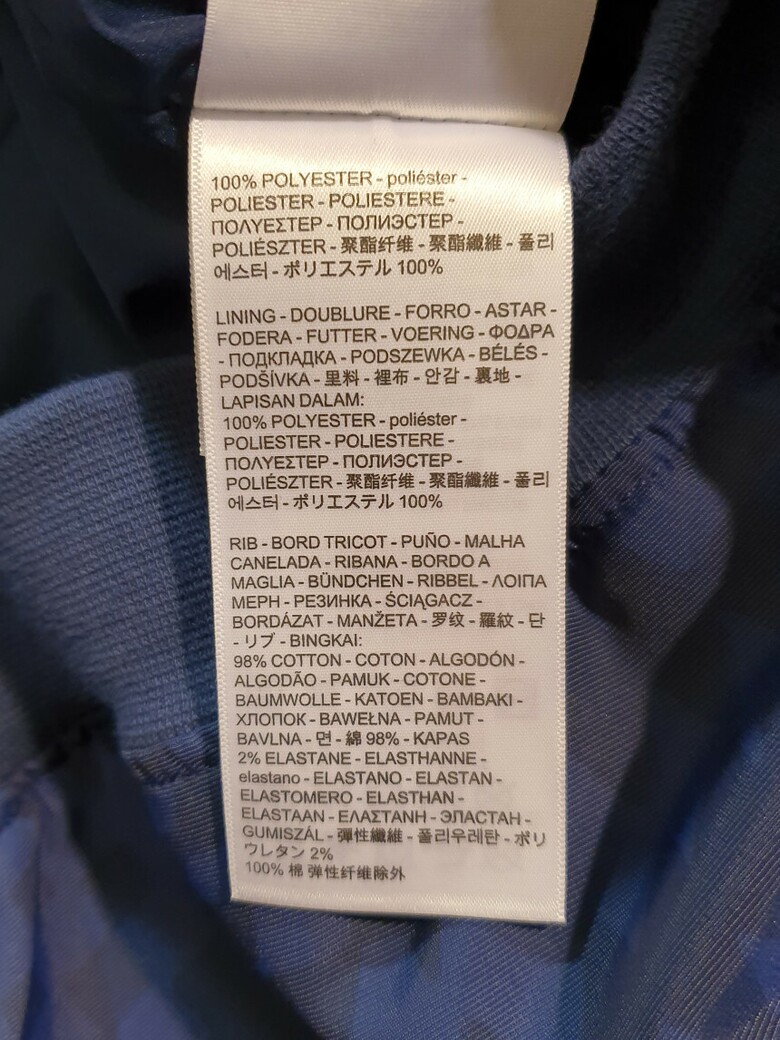 100% POLYESTER - poliéster -
POLIESTER - POLIESTERE -
ΠΟΛΥΕΣΤΕΡ - ПОЛИЭСТЕР -
POLIÉSZTER - 聚酯纤维 - 聚酯纖維 - 폴리
에스터 - ポリエステル 100%
LINING - DOUBLURE - FORRO - ASTAR -
FODERA - FUTTER - VOERING - ΦΟΔΡΑ
- ПОДКЛАДКА - PODSZEWKA - BÉLÉS -
PODŠÍVKA - 里料 - 裡布 - 안감 - 裏地 -
LAPISAN DALAM:
100% POLYESTER - poliéster -
POLIESTER - POLIESTERE -
ΠΟΛΥΕΣΤΕΡ - ПОЛИЭСТЕР -
POLIÉSZTER - 聚酯纤维 - 聚酯纖維 - 폴리
에스터 - ポリエステル 100%
RIB - BORD TRICOT - PUÑO - MALHA
CANELADA - RIBANA - BORDO A
MAGLIA - BÜNDCHEN - RIBBEL - ΛΟΙΠΑ
ΜΕΡΗ - РЕЗИНКА - ŚCIĄGACZ -
BORDÁZAT - MANŽETA - 罗纹 - 羅紋 - 단
- リブ - BINGKAI:
98% COTTON - COTON - ALGODÓN -
ALGODÃO - PAMUK - COTONE -
BAUMWOLLE - KATOEN - ΒΑΜΒΑΚΙ -
ХЛОПОК - BAWEŁNA - PAMUT -
BAVLNA - 면 - 綿 98% - KAPAS
2% ELASTANE - ELASTHANNE -
elastano - ELASTANO - ELASTAN -
ELASTOMERO - ELASTHAN -
ELASTAAN - ΕΛΑΣΤΑΝΗ - ЭЛАСТАН -
GUMISZÁL - 彈性纖維 - 폴리우레탄 - ポリ
ウレタン 2%
100% 棉 弹性纤维除外